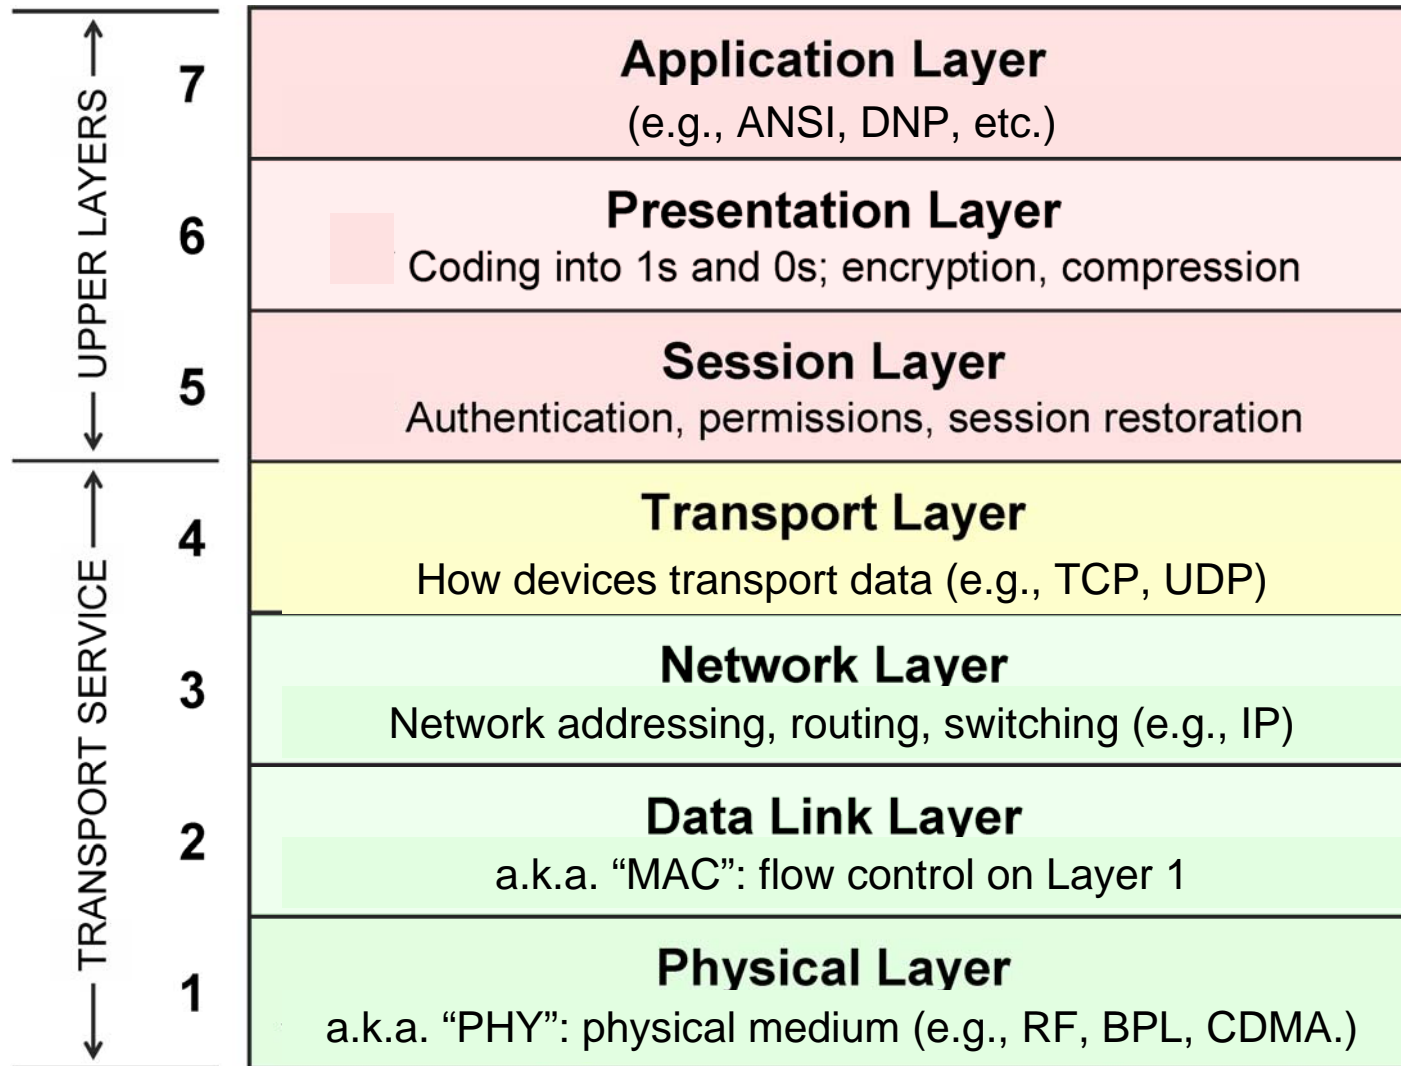 UPPER LAYERS
7
Application Layer
(e.g., ANSI, DNP, etc.)
6
Presentation Layer
Coding into 1s and 0s; encryption, compression
5
Session Layer
Authentication, permissions, session restoration
TRANSPORT SERVICE
4
Transport Layer
How devices transport data (e.g., TCP, UDP)
3
Network Layer
Network addressing, routing, switching (e.g., IP)
2
Data Link Layer
a.k.a. “MAC”: flow control on Layer 1
1
Physical Layer
a.k.a. “PHY”: physical medium (e.g., RF, BPL, CDMA.)